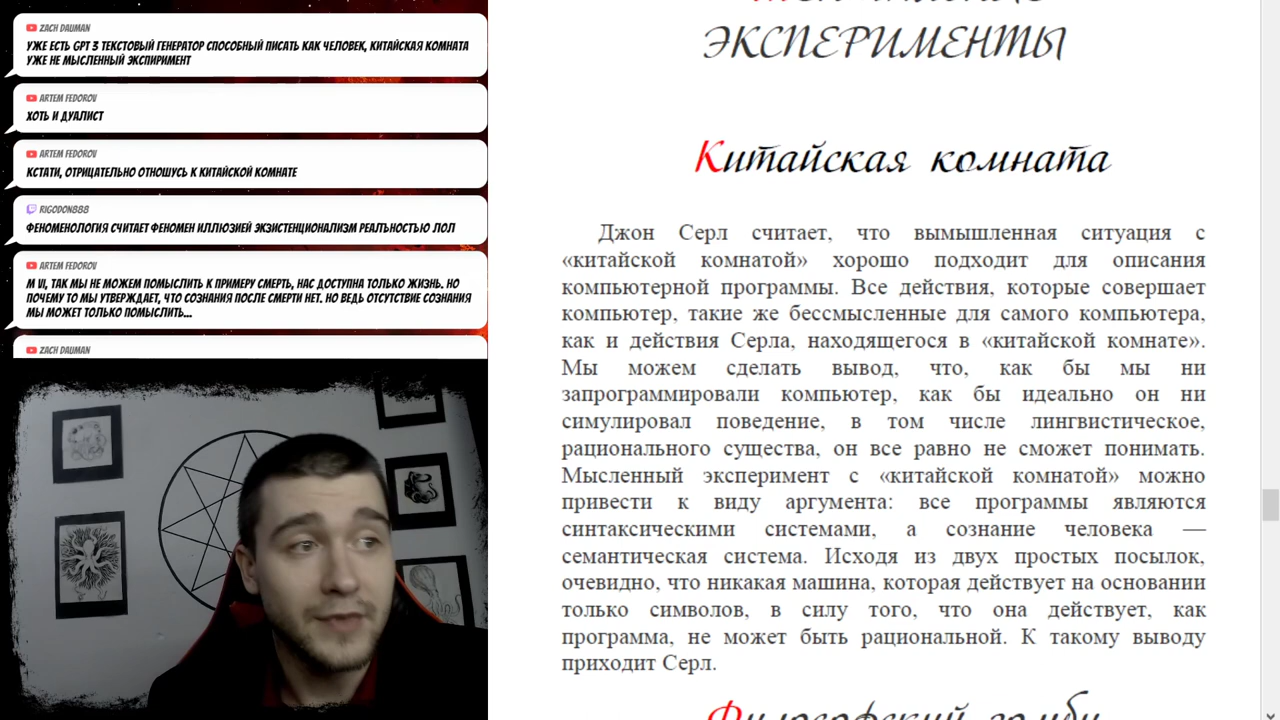 ZACH DAUMAN
УЖЕ ЕСТЬ GPT 3 ТЕКСТОВЫЙ ГЕНЕРАТОР СПОСОБНЫЙ ПИСАТЬ КАК ЧЕЛОВЕК, КИТАЙСКАЯ КОМНАТА
УЖЕ НЕ МЫСЛЕННЫЙ ЭКСПИРИМЕНТ
ARTEM FEDOROV
ХОТЬ И ДУАЛИСТ
ARTEM FEDOROV
КСТАТИ, ОТРИЦАТЕЛЬНО ОТНОШУСЬ К КИТАЙСКОЙ КОМНАТЕ
RIGODON888
ФЕНОМЕНОЛОГИЯ СЧИТАЕТ ФЕНОМЕН ИЛЛЮЗИЕЙ ЭКЗИСТЕНЦИОНАЛИЗМ РЕАЛЪНОСТЬЮ ЛОЛ
ARTEM FEDOROV
M VI, ТАК МЫ НЕ МОЖЕМ ПОМЫСЛИТЬ К ПРИМЕРУ СМЕРТЬ, НАС ДОСТУПНА ТОЛЬКО ЖИЗНЬ. НО
ПОЧЕМУ ТО МЫ УТВЕРЖДАЕТ, ЧТО СОЗНАНИЯ ПОСЛЕ СМЕРТИ НЕТ. НО ВЕДЬ ОТСУТСТВИЕ СОЗНАНИЯ
МЫ МОЖЕТ ТОЛЬКО ПОМЫСЛИТЬ...
ZACH DAUMAN
ЭКСПЕРИМЕНТЫ
Китайская комната
Джон Серл считает, что вымышленная ситуация с
«китайской комнатой» хорошо подходит для описания
компьютерной программы. Все действия, которые совершает
компьютер, такие же бессмысленные для самого компьютера,
как и действия Серла, находящегося в «китайской комнате».
Мы можем сделать вывод, что, как бы мы ни
запрограммировали компьютер, как бы идеально он ни
симулировал поведение, в том числе лингвистическое,
рационального существа, он все равно не сможет понимать.
Мысленный эксперимент с «китайской комнатой» можно
привести к виду аргумента: все программы являются
синтаксическими системами, а сознание человека —
семантическая система. Исходя из двух простых посылок,
очевидно, что никакая машина, которая действует на основании
только символов, в силу того, что она действует, как
программа, не может быть рациональной. К такому выводу
приходит Серл.